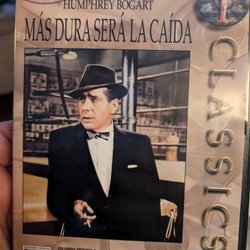 HUMPHREY BOGART
MÁS DURA SERÁ LA CAÍDA
CLASSICS